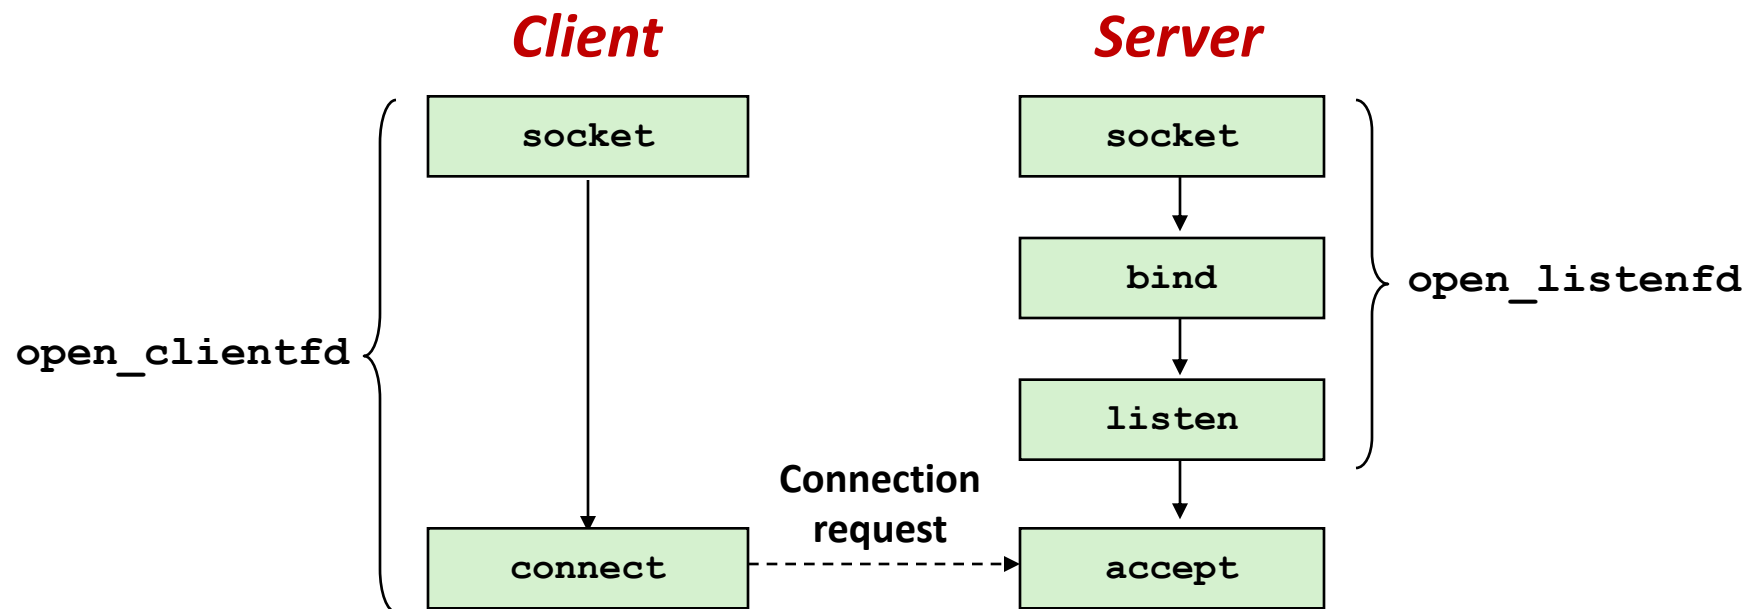 Client
Server
socket
socket
bind
open_listenfd
open_clientfd
listen
Connection
request
connect
accept